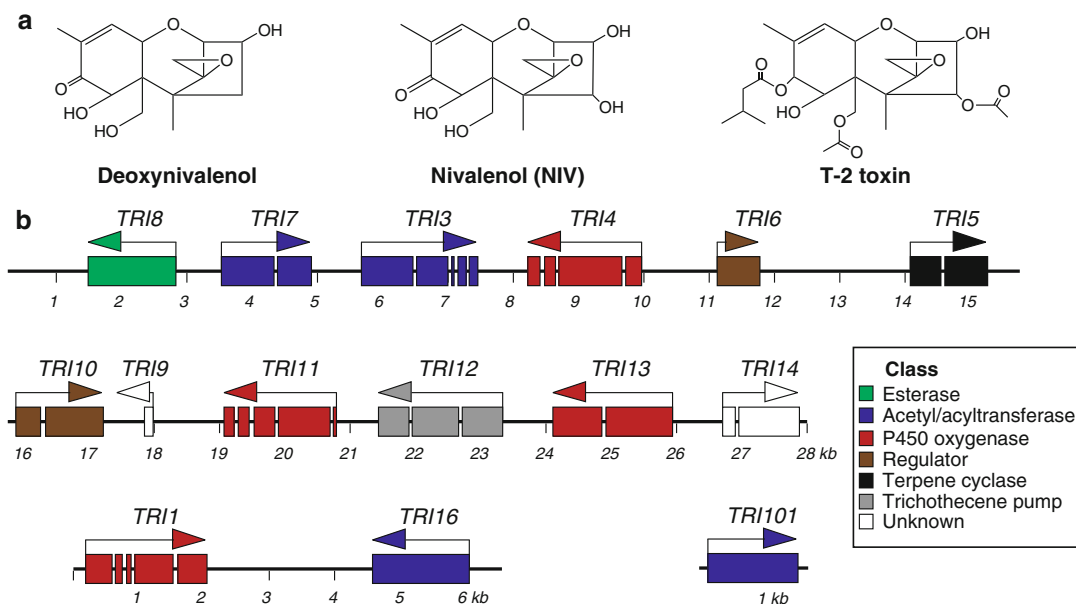 a
O
OH
O
O
HO
HO
Deoxynivalenol
O
OH
O
O
HO
HO
OH
Nivalenol (NIV)
O
OH
O
O
O
HO
O
O
O
O
T-2 toxin
b
TRI8 TRI7 TRI3 TRI4 TRI6 TRI5
1 2 3 4 5 6 7 8 9 10 11 12 13 14 15
TRI10 TRI9 TRI11 TRI12 TRI13 TRI14
16 17 18 19 20 21 22 23 24 25 26 27 28 kb
TRI1 TRI16 TRI101
1 2 3 4 5 6 kb 1 kb
Class
Esterase
Acetyl/acyltransferase
P450 oxygenase
Regulator
Terpene cyclase
Trichothecene pump
Unknown